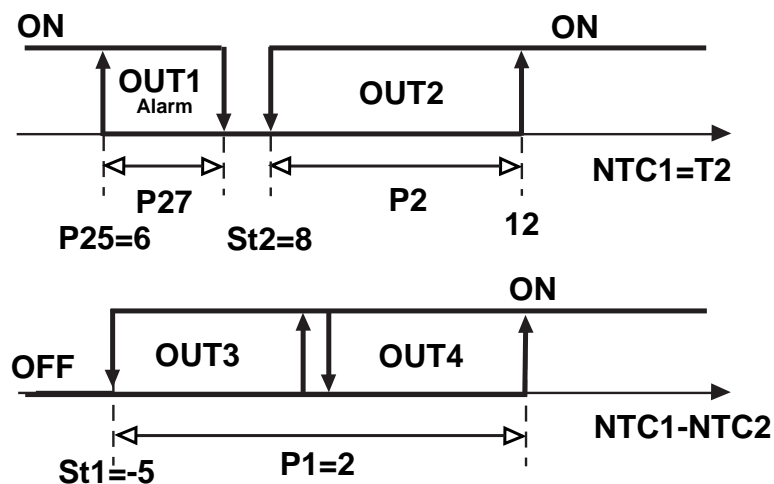 ON
ON
OUT1
Alarm
OUT2
NTC1=T2
P27
P2
P25=6
St2=8
12
ON
OFF
OUT3
OUT4
NTC1-NTC2
St1=-5
P1=2